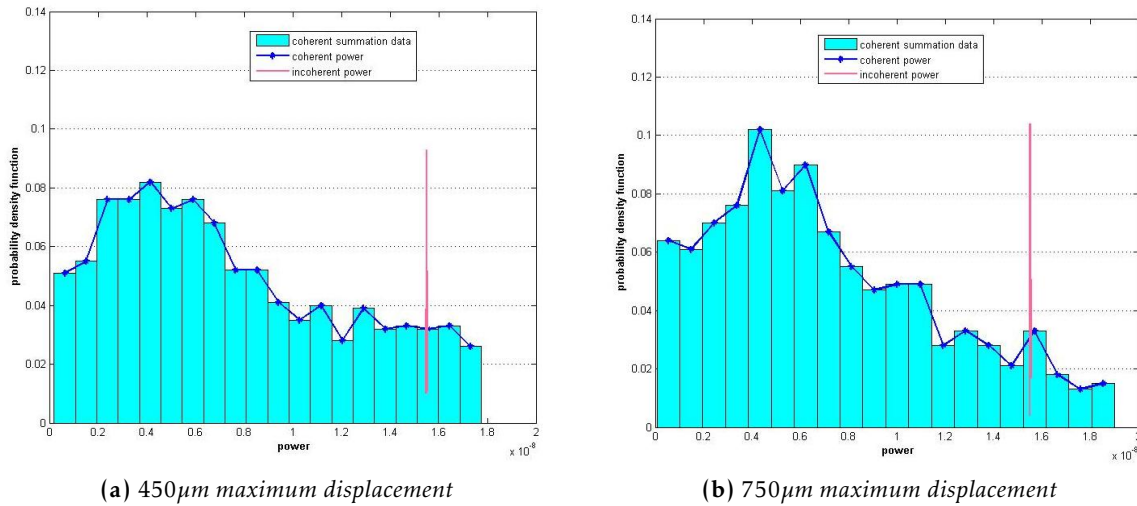 0.14
0.12
0.1
0.08
0.06
0.04
0.02
0
probability density function
coherent summation data
coherent power
incoherent power
0 0.2 0.4 0.6 0.8 1 1.2 1.4 1.6 1.8 2
power
x 10⁻⁸
(a) 450μm maximum displacement
0.14
0.12
0.1
0.08
0.06
0.04
0.02
0
probability density function
coherent summation data
coherent power
incoherent power
0 0.2 0.4 0.6 0.8 1 1.2 1.4 1.6 1.8 2
power
x 10⁻⁸
(b) 750μm maximum displacement